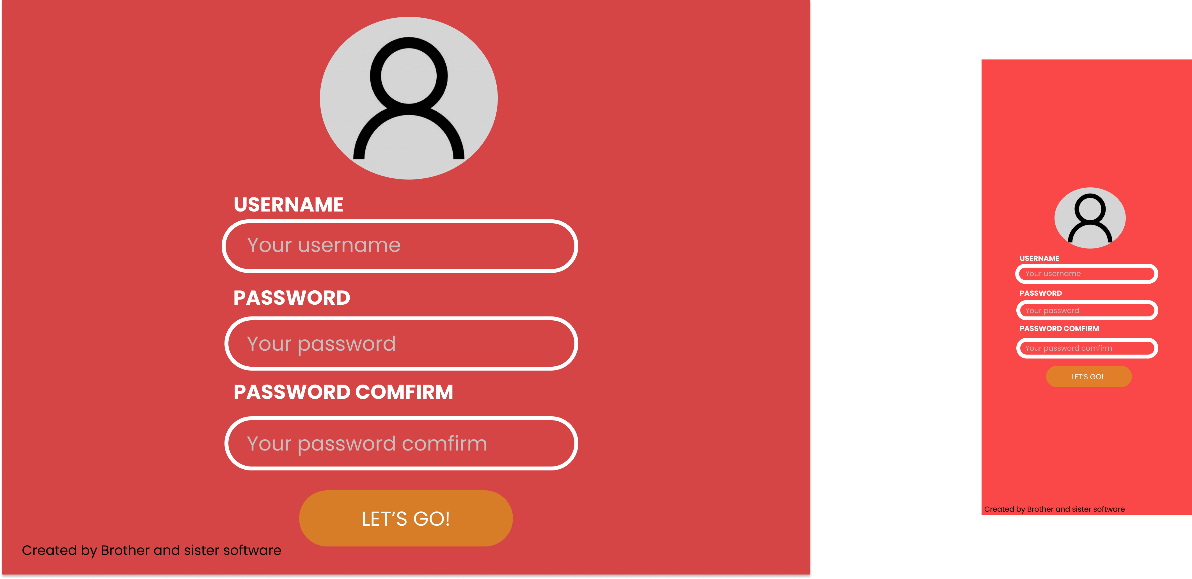 USERNAME
Your username
PASSWORD
Your password
PASSWORD COMFIRM
Your password comfirm
LET'S GO!
Created by Brother and sister software
USERNAME
Your username
PASSWORD
Your password
PASSWORD COMFIRM
Your password comfirm
LET'S GO!
Created by Brother and sister software